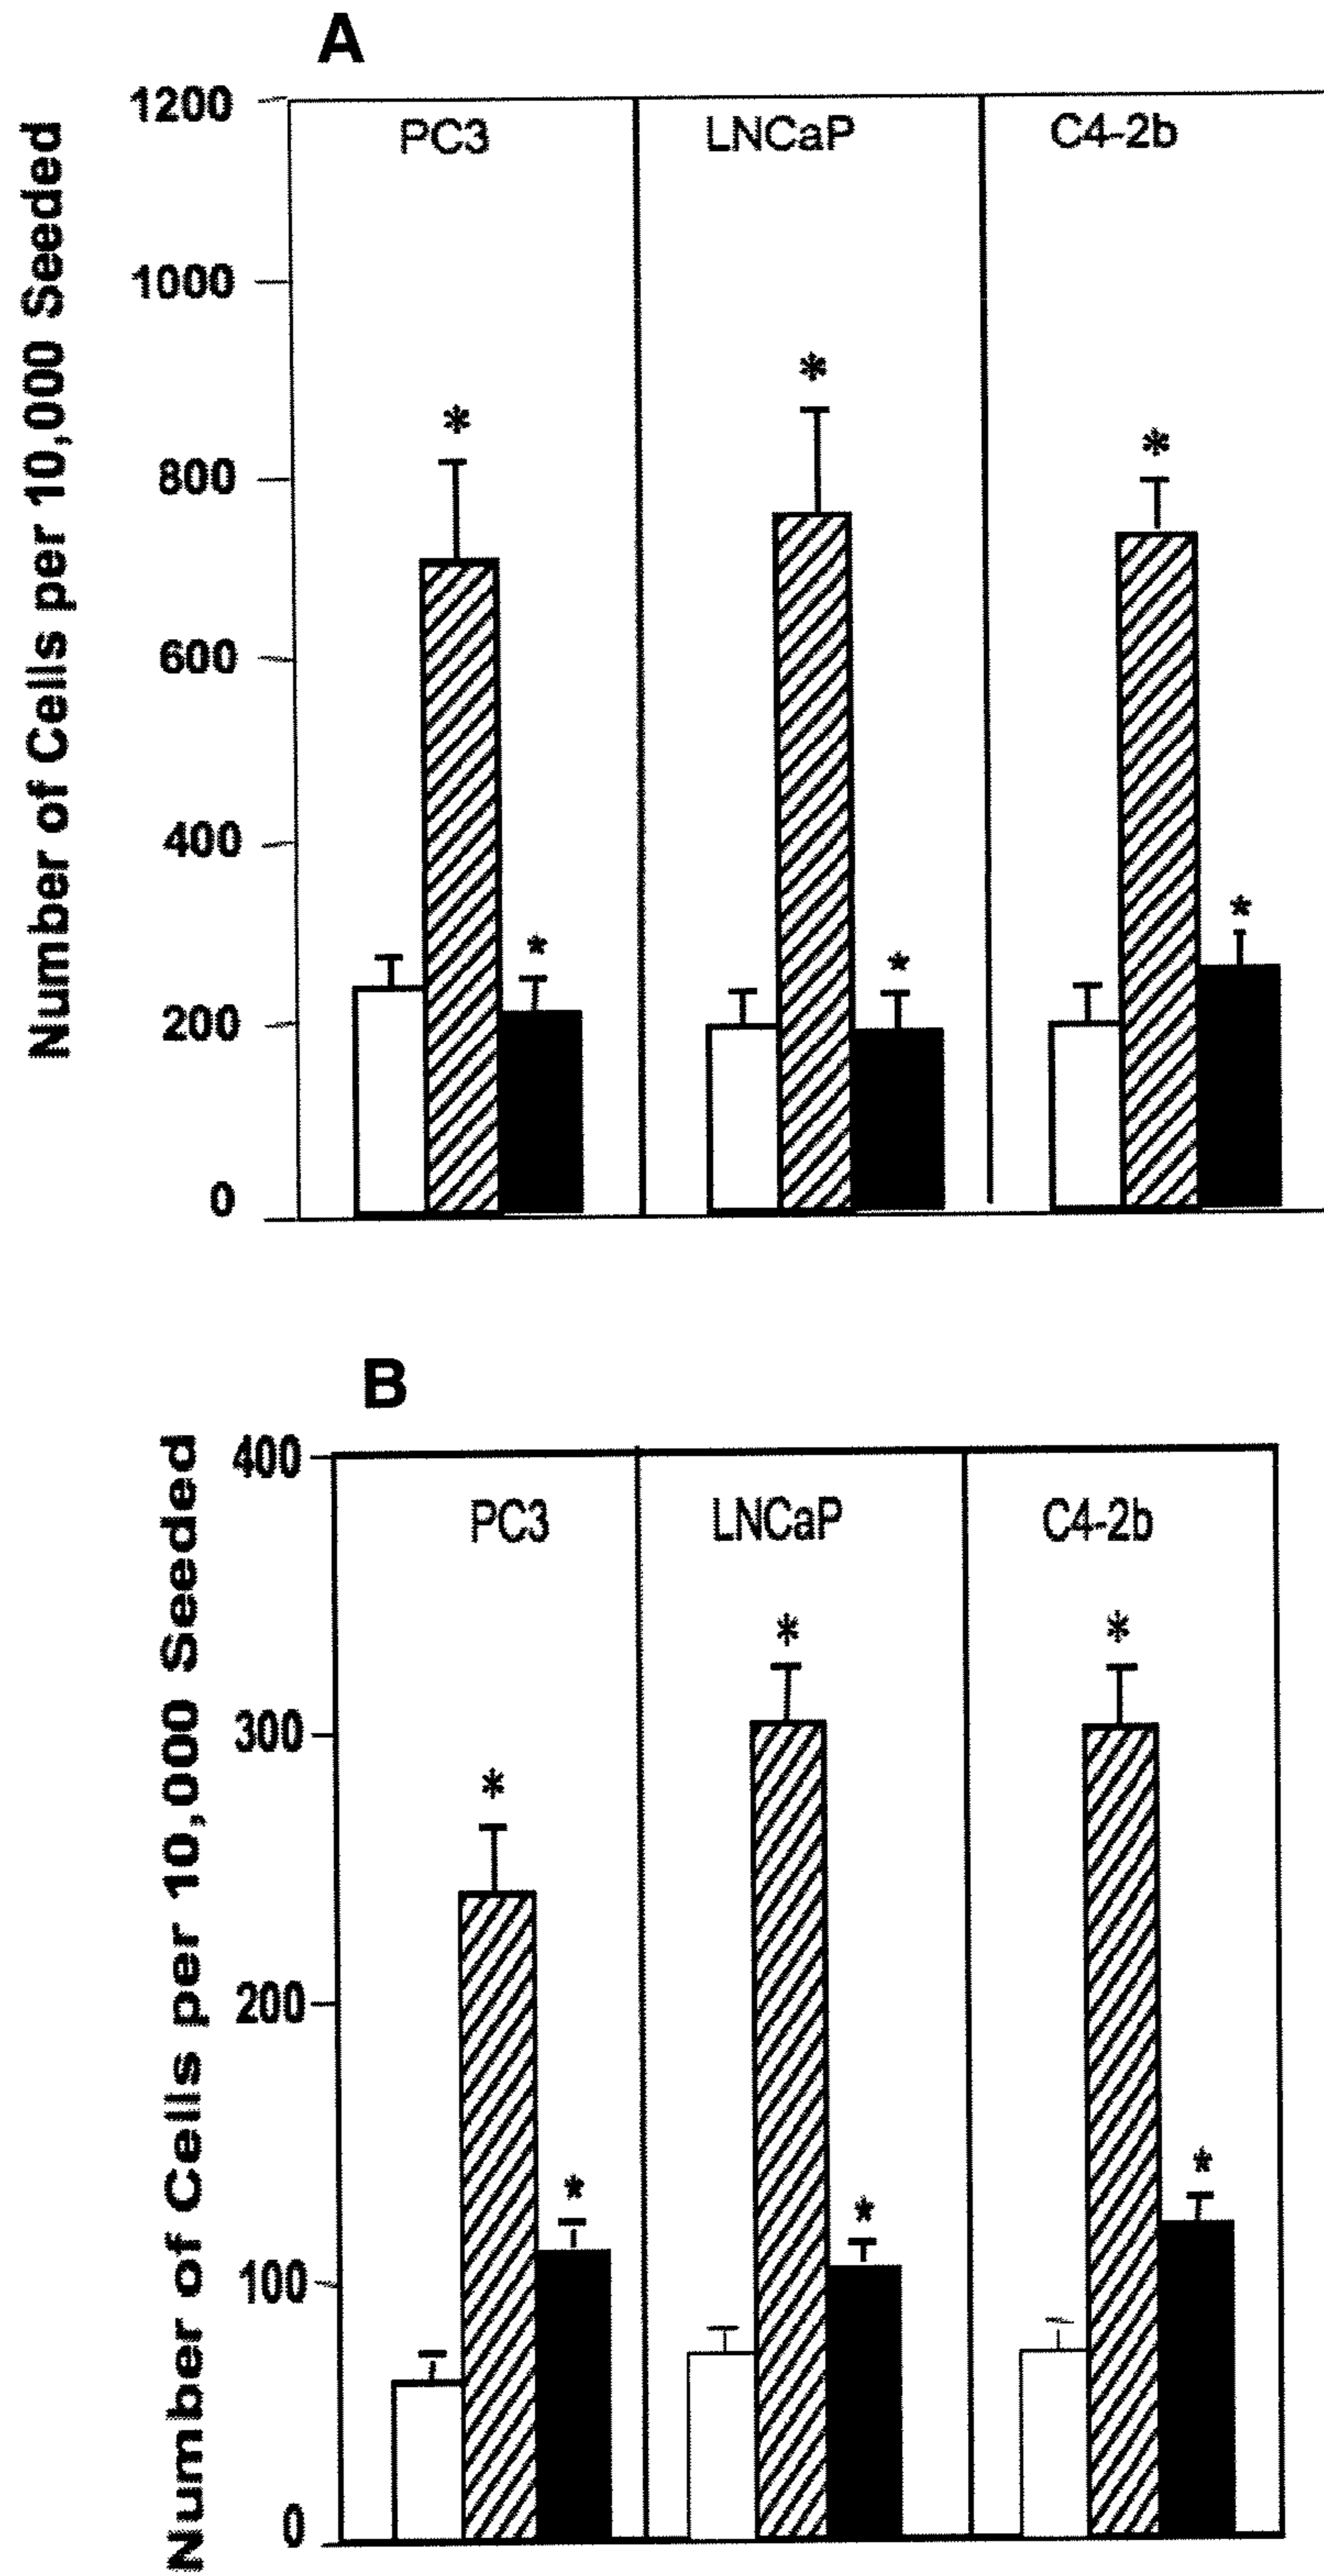 A
Number of Cells per 10,000 Seeded
1200
1000
800
600
400
200
0
PC3
LNCaP
C4-2b
*
*
*
*
*
*
B
Number of Cells per 10,000 Seeded
400
300
200
100
0
PC3
LNCaP
C4-2b
*
*
*
*
*
*